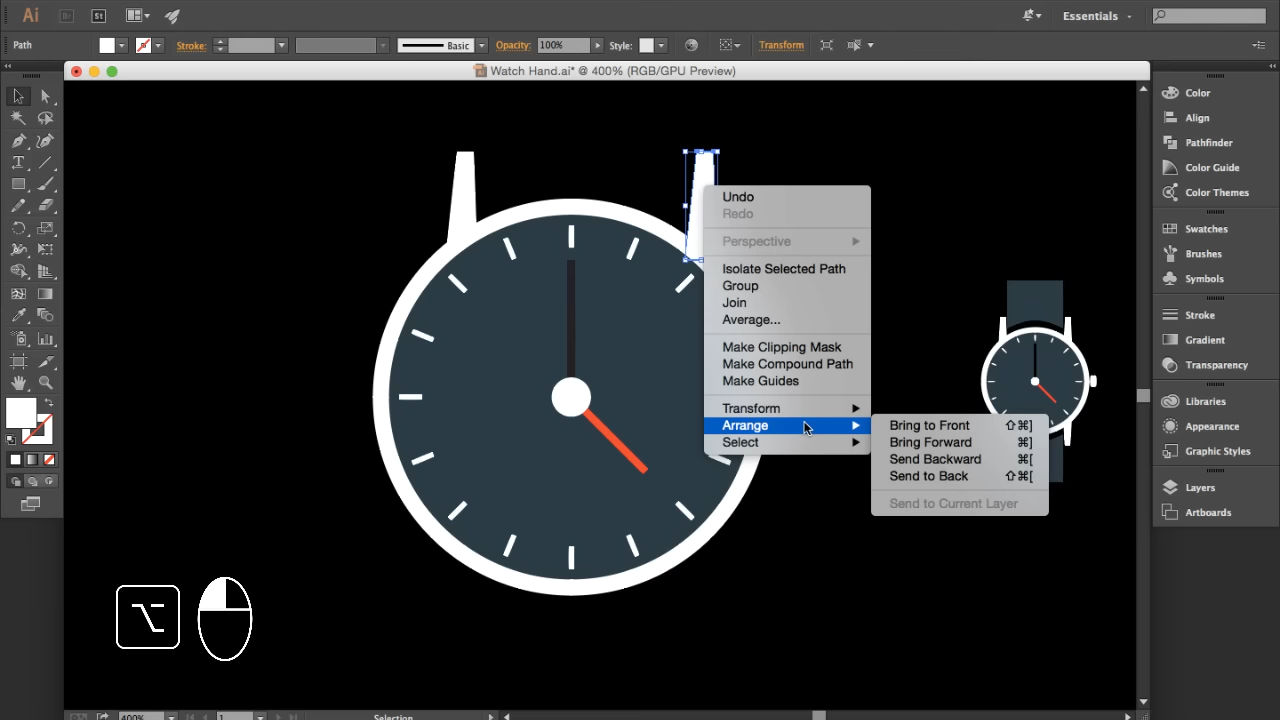 Ai
Br
St
Essentials
Path
Stroke:
Basic
Opacity:
100%
Style:
Transform
Watch Hand.ai* @ 400% (RGB/GPU Preview)
Undo
Redo
Perspective
Isolate Selected Path
Group
Join
Average...
Make Clipping Mask
Make Compound Path
Make Guides
Transform
Arrange
Select
Bring to Front ⇧⌘]
Bring Forward ⌘]
Send Backward ⌘[
Send to Back ⇧⌘[
Send to Current Layer
Color
Align
Pathfinder
Color Guide
Color Themes
Swatches
Brushes
Symbols
Stroke
Gradient
Transparency
Libraries
Appearance
Graphic Styles
Layers
Artboards
400%
1
Selection